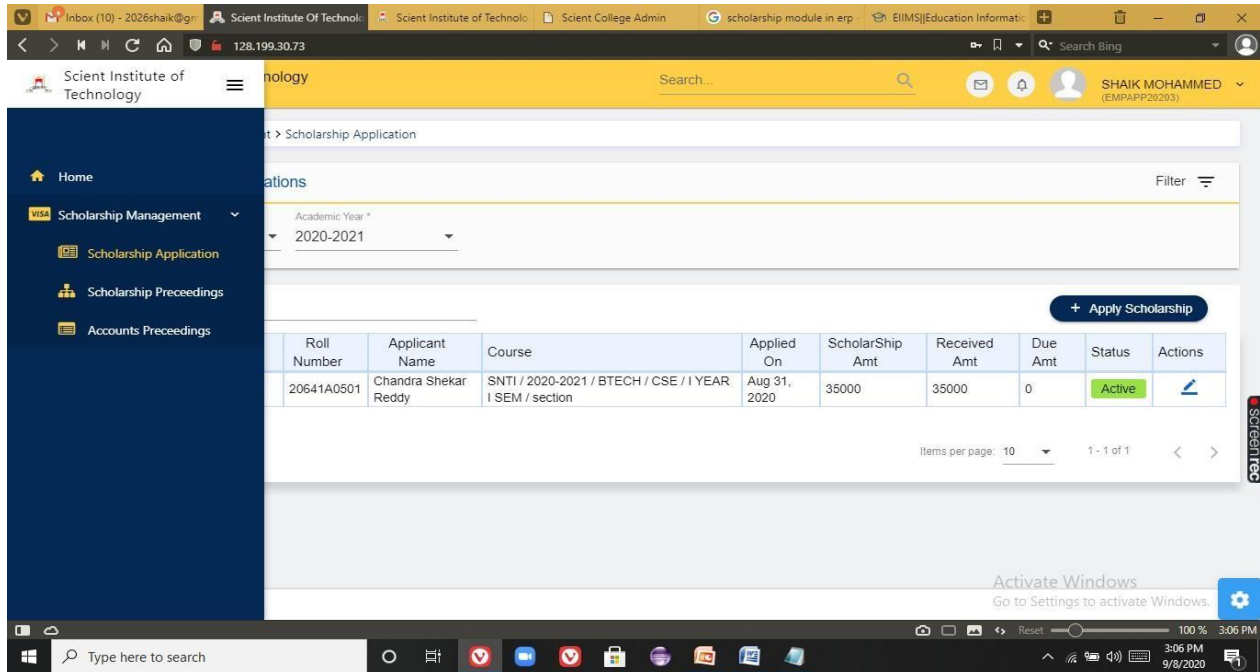 Inbox (10) - 2026shaik@gm
Scient Institute Of Technolo
Scient Institute of Technolo
Scient College Admin
scholarship module in erp -
EIIMS||Education Informatic
128.199.30.73
Search Bing
Scient Institute of
Technology
nology
Search...
SHAIK MOHAMMED
(EMPAPP20203)
nt > Scholarship Application
Home
VISA Scholarship Management
Scholarship Application
Scholarship Preceedings
Accounts Preceedings
ations
Filter
Academic Year *
2020-2021
+ Apply Scholarship
Roll Number
Applicant Name
Course
Applied On
ScholarShip Amt
Received Amt
Due Amt
Status
Actions
20641A0501
Chandra Shekar Reddy
SNTI / 2020-2021 / BTECH / CSE / I YEAR
I SEM / section
Aug 31, 2020
35000
35000
0
Active
Items per page: 10
1 - 1 of 1
screenrec
Activate Windows
Go to Settings to activate Windows.
Reset
100 %
3:06 PM
Type here to search
3:06 PM
9/8/2020